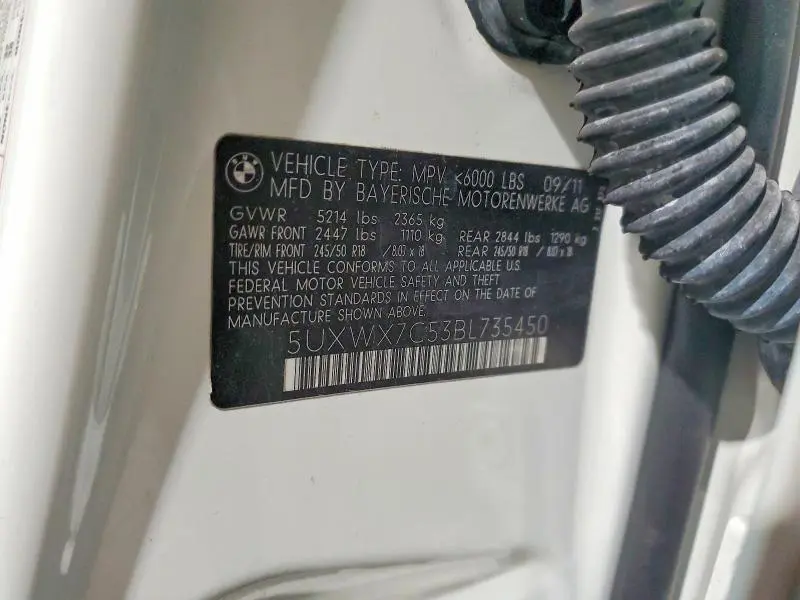 VEHICLE TYPE: MPV <6000 LBS 09/11
MFD BY BAYERISCHE MOTORENWERKE AG
GVWR 5214 lbs 2365 kg
GAWR FRONT 2447 lbs 1110 kg REAR 2844 lbs 1290 kg
TIRE/RIM FRONT 245/50 R18 / 8.0J x 18 REAR 245/50 R18 / 8.0J x 18
THIS VEHICLE CONFORMS TO ALL APPLICABLE U.S.
FEDERAL MOTOR VEHICLE SAFETY AND THEFT
PREVENTION STANDARDS IN EFFECT ON DATE OF
MANUFACTURE SHOWN ABOVE.
5UXWX7C53BL735450